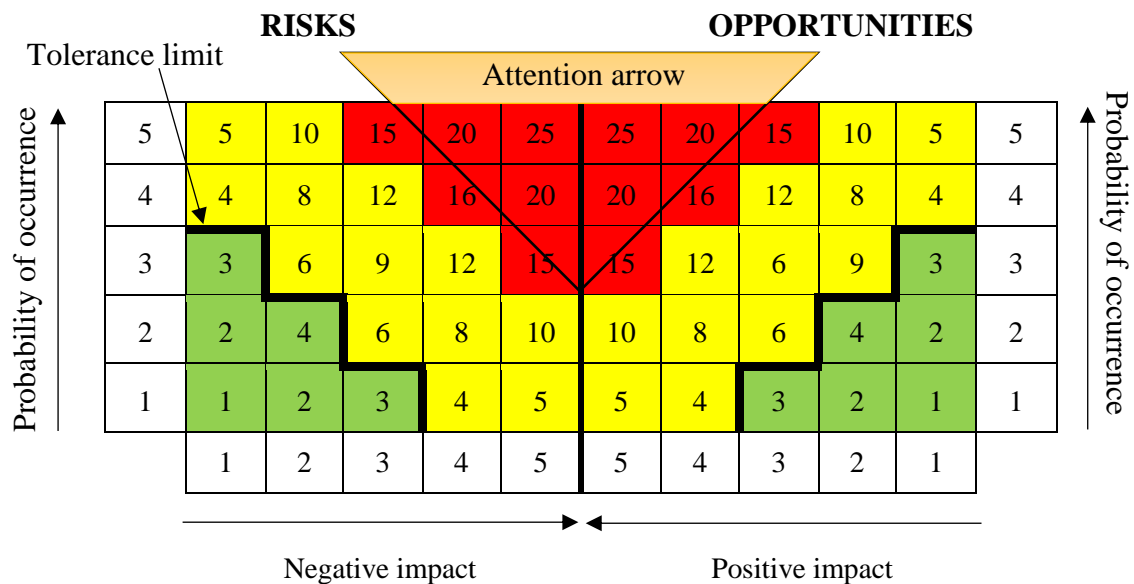 RISKS OPPORTUNITIES
Tolerance limit
Attention arrow
Probability of occurrence
Probability of occurrence
5 5 10 15 20 25 25 20 15 10 5 5
4 4 8 12 16 20 20 16 12 8 4 4
3 3 6 9 12 15 15 12 6 9 3 3
2 2 4 6 8 10 10 8 6 4 2 2
1 1 2 3 4 5 5 4 3 2 1 1
1 2 3 4 5 5 4 3 2 1
Negative impact Positive impact